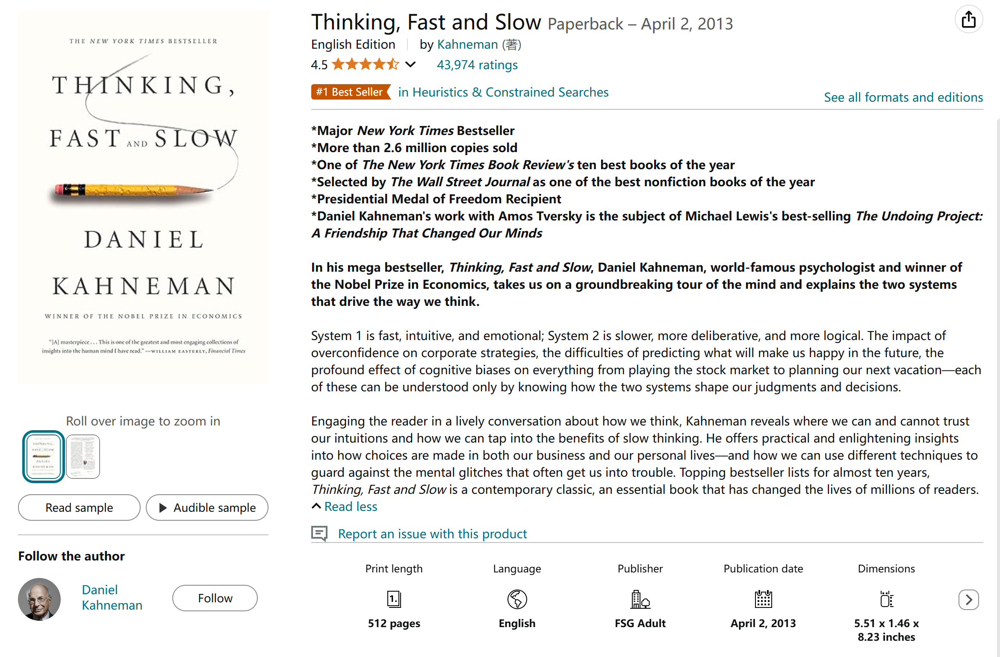 THE NEW YORK TIMES BESTSELLER
THINKING,
FAST AND SLOW
DANIEL
KAHNEMAN
WINNER OF THE NOBEL PRIZE IN ECONOMICS
"[A] masterpiece . . . This is one of the greatest and most engaging collections of
insights into the human mind I have read." —WILLIAM EASTERLY, Financial Times
Roll over image to zoom in
Read sample
Audible sample
Follow the author
Daniel
Kahneman
Follow
Thinking, Fast and Slow Paperback – April 2, 2013
English Edition by Kahneman (著)
4.5 43,974 ratings
#1 Best Seller in Heuristics & Constrained Searches
See all formats and editions
*Major New York Times Bestseller
*More than 2.6 million copies sold
*One of The New York Times Book Review's ten best books of the year
*Selected by The Wall Street Journal as one of the best nonfiction books of the year
*Presidential Medal of Freedom Recipient
*Daniel Kahneman's work with Amos Tversky is the subject of Michael Lewis's best-selling The Undoing Project:
A Friendship That Changed Our Minds
In his mega bestseller, Thinking, Fast and Slow, Daniel Kahneman, world-famous psychologist and winner of
the Nobel Prize in Economics, takes us on a groundbreaking tour of the mind and explains the two systems
that drive the way we think.
System 1 is fast, intuitive, and emotional; System 2 is slower, more deliberative, and more logical. The impact of
overconfidence on corporate strategies, the difficulties of predicting what will make us happy in the future, the
profound effect of cognitive biases on everything from playing the stock market to planning our next vacation—each
of these can be understood only by knowing how the two systems shape our judgments and decisions.
Engaging the reader in a lively conversation about how we think, Kahneman reveals where we can and cannot trust
our intuitions and how we can tap into the benefits of slow thinking. He offers practical and enlightening insights
into how choices are made in both our business and our personal lives—and how we can use different techniques to
guard against the mental glitches that often get us into trouble. Topping bestseller lists for almost ten years,
Thinking, Fast and Slow is a contemporary classic, an essential book that has changed the lives of millions of readers.
Read less
Report an issue with this product
Print length
1.
512 pages
Language
English
Publisher
FSG Adult
Publication date
April 2, 2013
Dimensions
5.51 x 1.46 x
8.23 inches